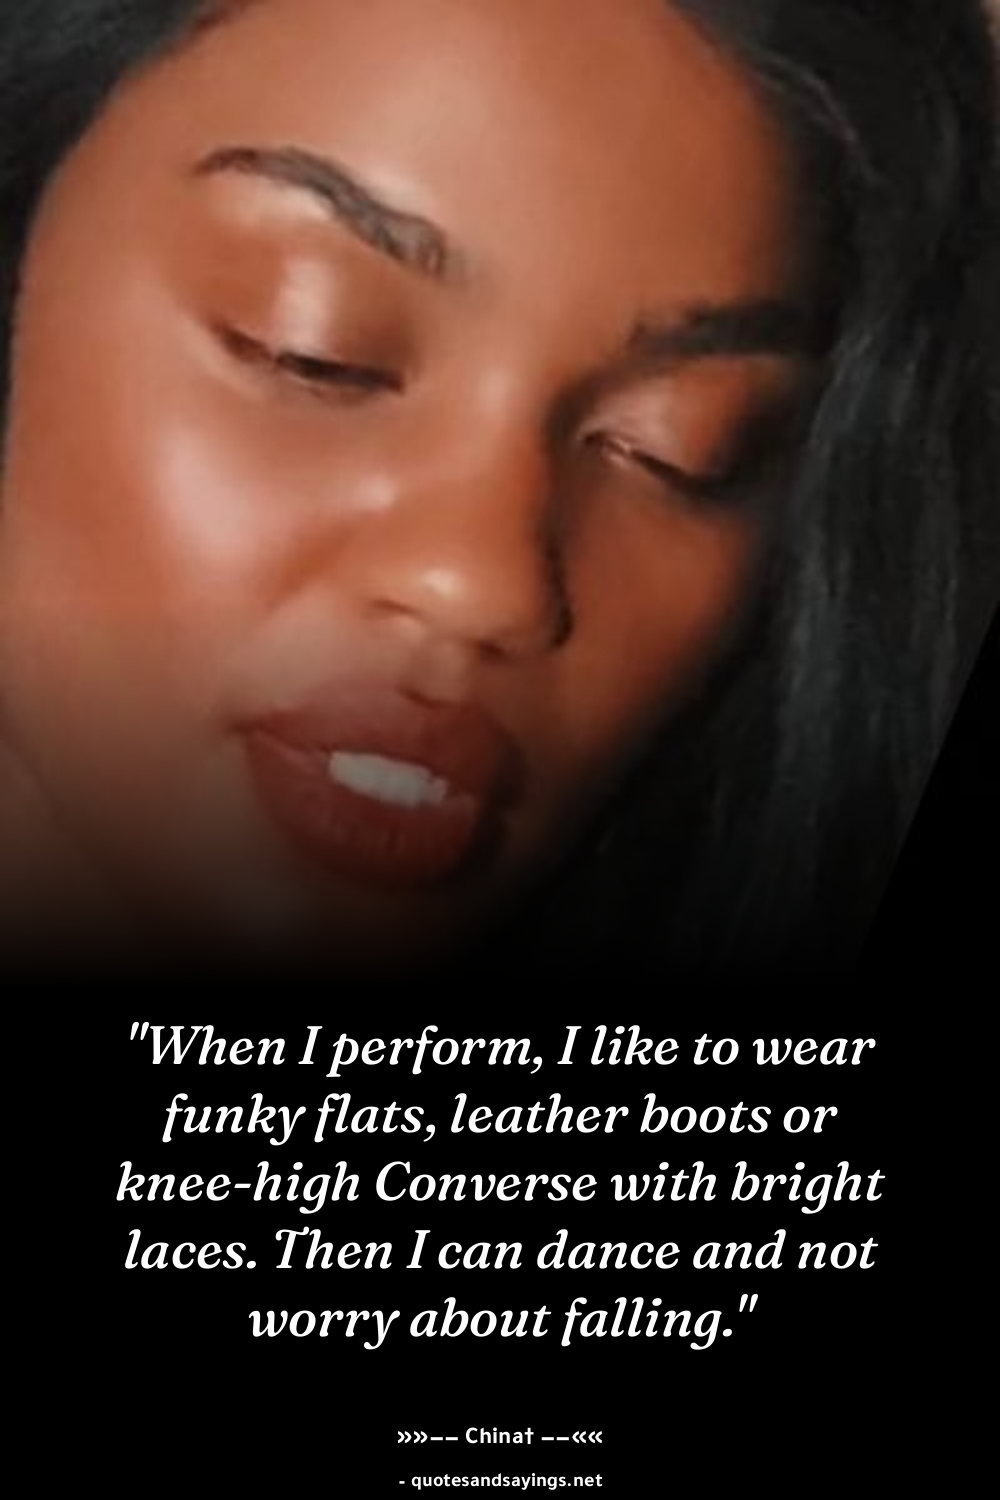 "When I perform, I like to wear
funky flats, leather boots or
knee-high Converse with bright
laces. Then I can dance and not
worry about falling."
»»–– China† ––««
- quotesandsayings.net